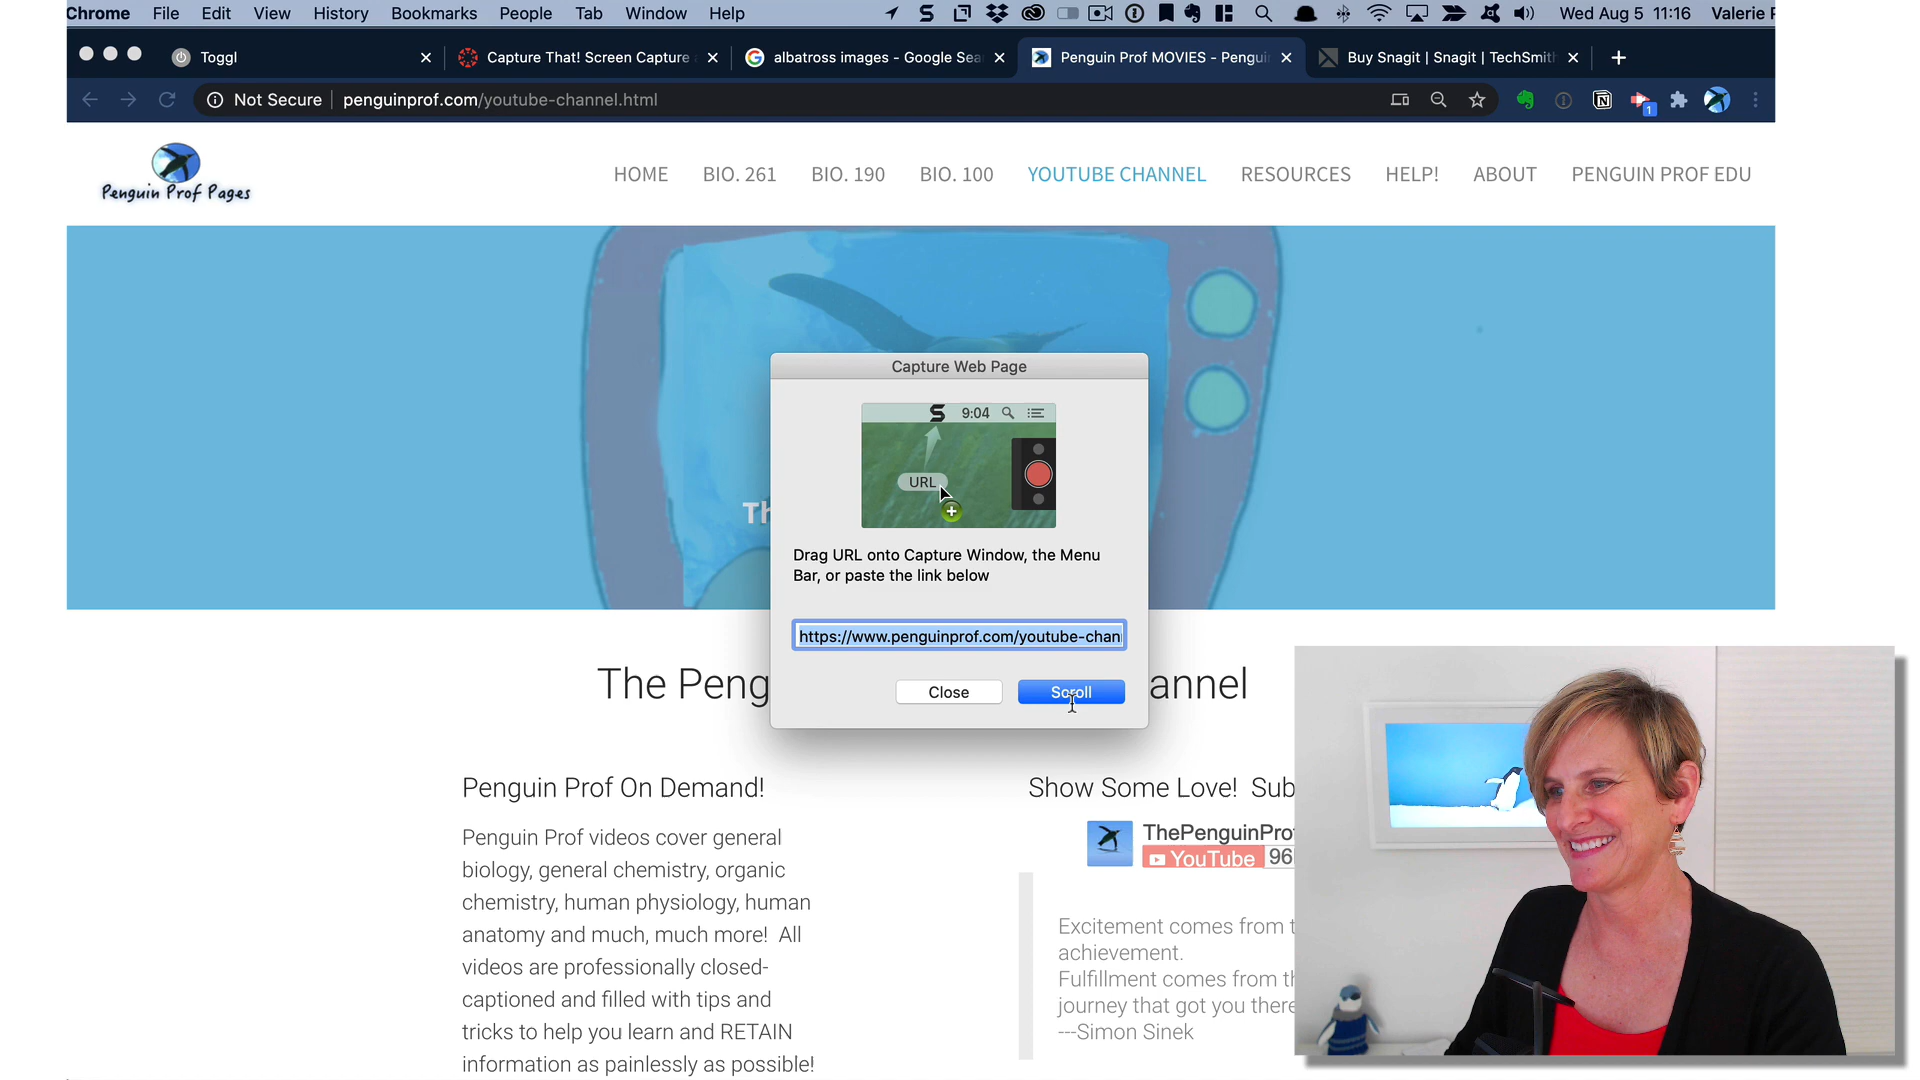 Chrome File Edit View History Bookmarks People Tab Window Help Wed Aug 5 11:16 Valerie
Toggl Capture That! Screen Capture albatross images - Google Sea Penguin Prof MOVIES - Pengui Buy Snagit | Snagit | TechSmith
Not Secure penguinprof.com/youtube-channel.html
1
Penguin Prof Pages
HOME BIO. 261 BIO. 190 BIO. 100 YOUTUBE CHANNEL RESOURCES HELP! ABOUT PENGUIN PROF EDU
Capture Web Page
S 9:04
URL
Th
Drag URL onto Capture Window, the Menu
Bar, or paste the link below
https://www.penguinprof.com/youtube-chan
Close Scroll
The Peng annel
Penguin Prof On Demand!
Penguin Prof videos cover general
biology, general chemistry, organic
chemistry, human physiology, human
anatomy and much, much more! All
videos are professionally closed-
captioned and filled with tips and
tricks to help you learn and RETAIN
information as painlessly as possible!
Show Some Love! Sub
ThePenguinProf
YouTube 96
Excitement comes from t
achievement.
Fulfillment comes from th
journey that got you there
---Simon Sinek